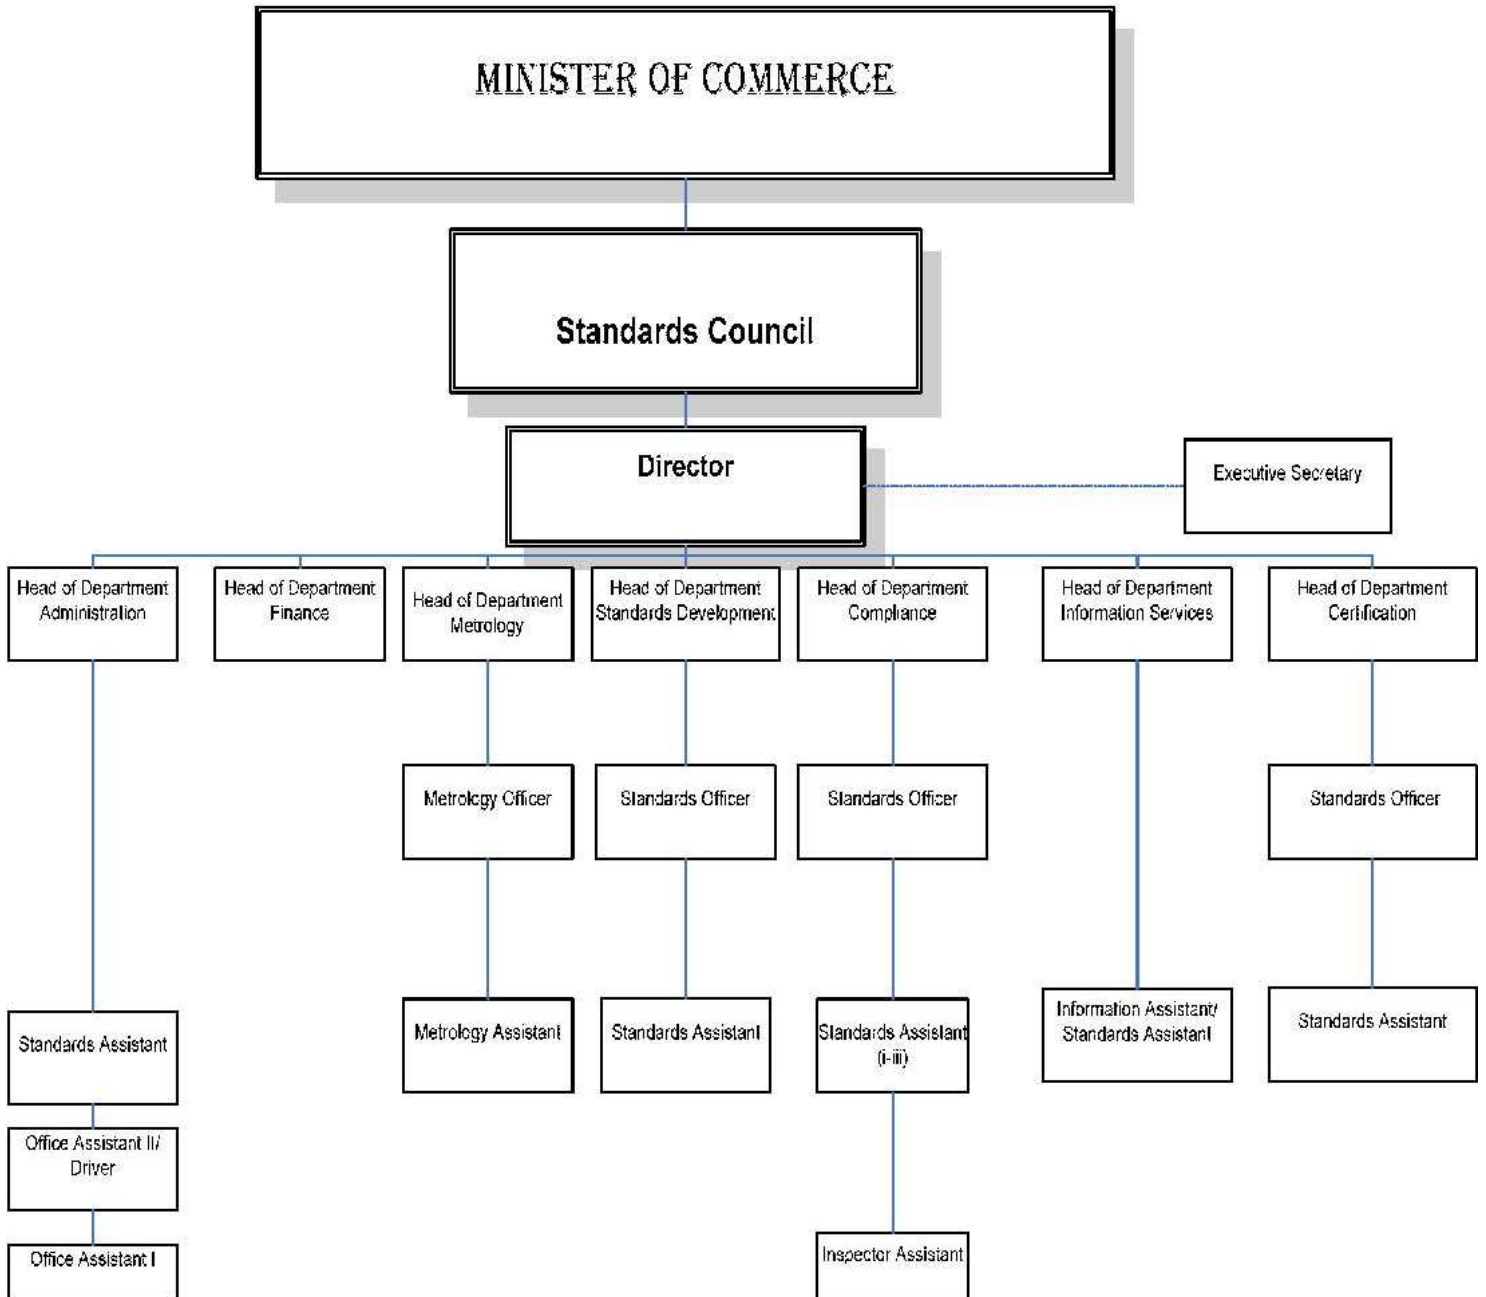 MINISTER OF COMMERCE
Standards Council
Director
Executive Secretary
Head of Department
Administration
Head of Department
Finance
Head of Department
Metrology
Head of Department
Standards Development
Head of Department
Compliance
Head of Department
Information Services
Head of Department
Certification
Metrology Officer
Standards Officer
Standards Officer
Standards Officer
Standards Assistant
Metrology Assistant
Standards Assistant
Standards Assistant
(i-iii)
Information Assistant/
Standards Assistant
Standards Assistant
Office Assistant II/
Driver
Office Assistant I
Inspector Assistant